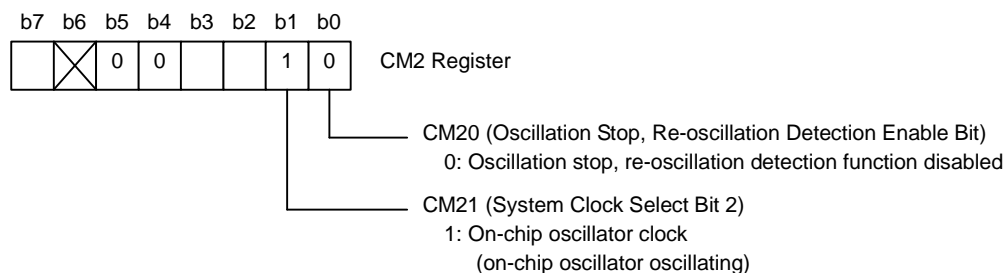 b7 b6 b5 b4 b3 b2 b1 b0
0 0 1 0 CM2 Register
CM20 (Oscillation Stop, Re-oscillation Detection Enable Bit)
0: Oscillation stop, re-oscillation detection function disabled
CM21 (System Clock Select Bit 2)
1: On-chip oscillator clock
(on-chip oscillator oscillating)